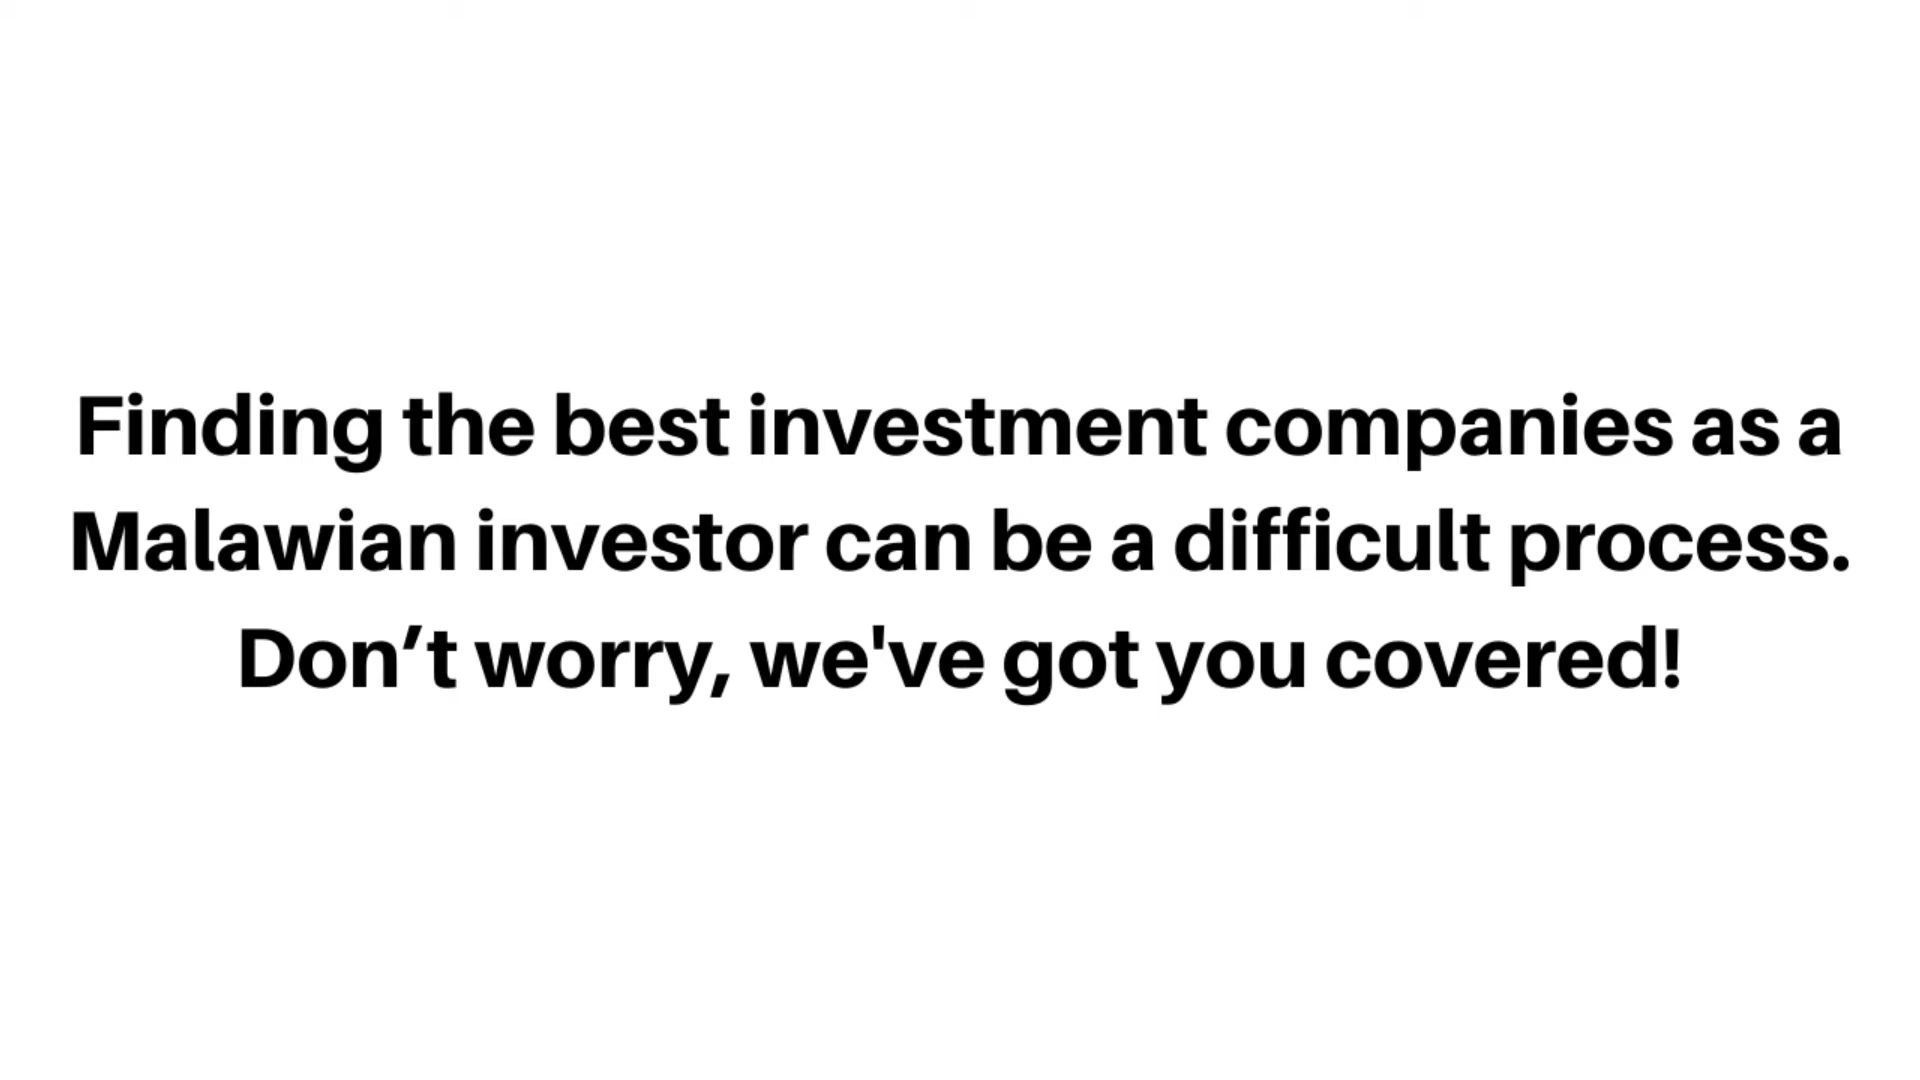 Finding the best investment companies as a
Malawian investor can be a difficult process.
Don’t worry, we've got you covered!